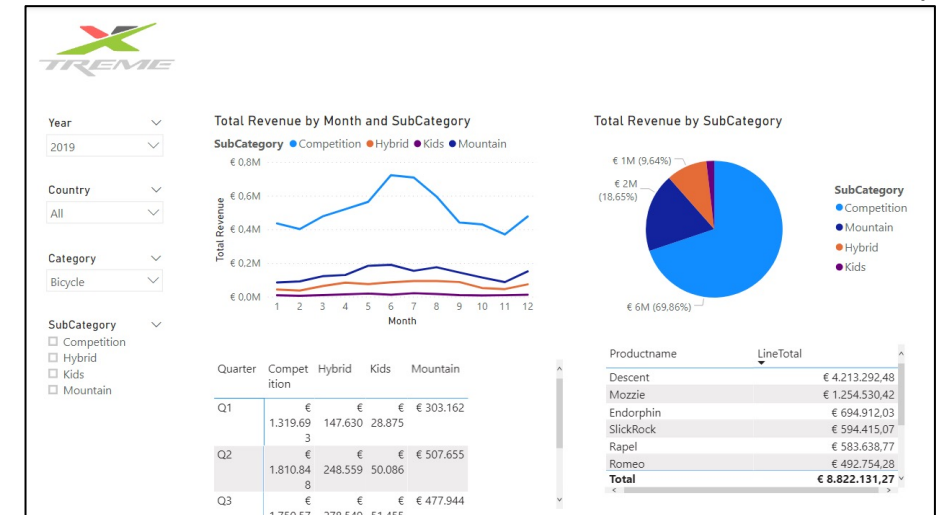 X
TREME
Year
2019
Country
All
Category
Bicycle
SubCategory
Competition
Hybrid
Kids
Mountain
Total Revenue by Month and SubCategory
SubCategory Competition Hybrid Kids Mountain
€ 0,8M
€ 0,6M
€ 0,4M
€ 0,2M
€ 0,0M
Total Revenue
1 2 3 4 5 6 7 8 9 10 11 12
Month
Total Revenue by SubCategory
€ 1M (9,64%)
€ 2M
(18,65%)
€ 6M (69,86%)
SubCategory
Competition
Mountain
Hybrid
Kids
Quarter Compet Hybrid Kids Mountain
ition
Q1 € € € € 303.162
1.319.69 147.630 28.875
3
Q2 € € € € 507.655
1.810.84 248.559 50.086
8
Q3 € € € € 477.944
Productname LineTotal
Descent € 4.213.292,48
Mozzie € 1.254.530,42
Endorphin € 694.912,03
SlickRock € 594.415,07
Rapel € 583.638,77
Romeo € 492.754,28
Total € 8.822.131,27